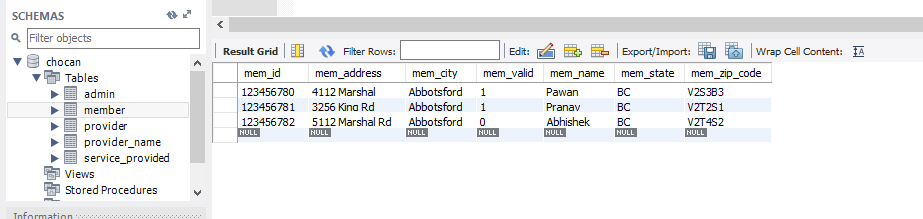 SCHEMAS
Filter objects
chocan
Tables
admin
member
provider
provider_name
service_provided
Views
Stored Procedures
Information
Result Grid Filter Rows: Edit: Export/Import: Wrap Cell Content:
mem_id mem_address mem_city mem_valid mem_name mem_state mem_zip_code
123456780 4112 Marshal Abbotsford 1 Pawan BC V2S3B3
123456781 3256 King Rd Abbotsford 1 Pranav BC V2T2S1
123456782 5112 Marshal Rd Abbotsford 0 Abhishek BC V2T4S2
NULL NULL NULL NULL NULL NULL NULL